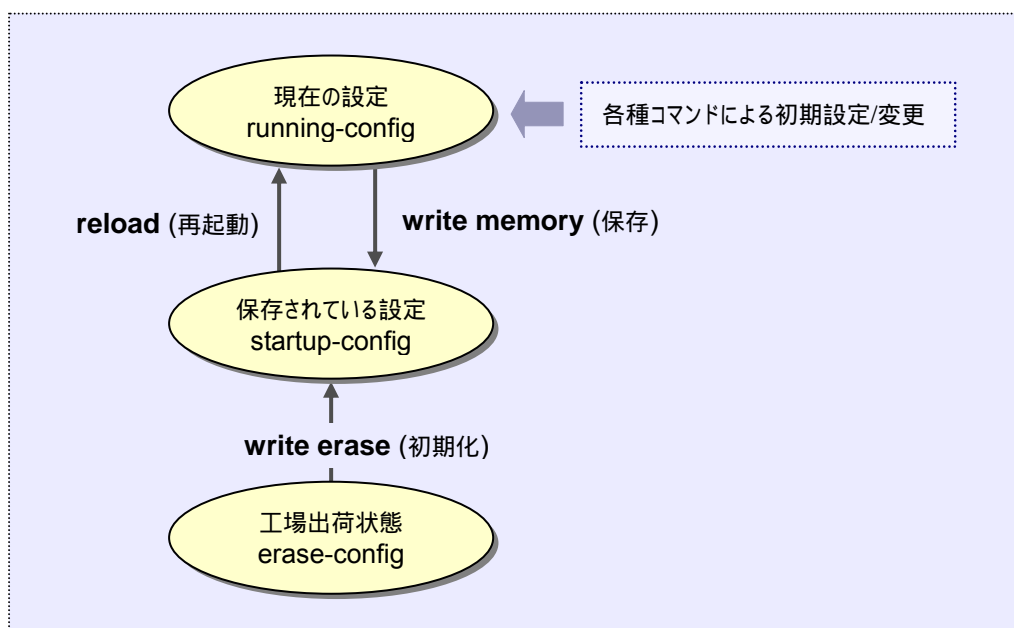 現在の設定
running-config
各種コマンドによる初期設定/変更
reload (再起動)
write memory (保存)
保存されている設定
startup-config
write erase (初期化)
工場出荷状態
erase-config